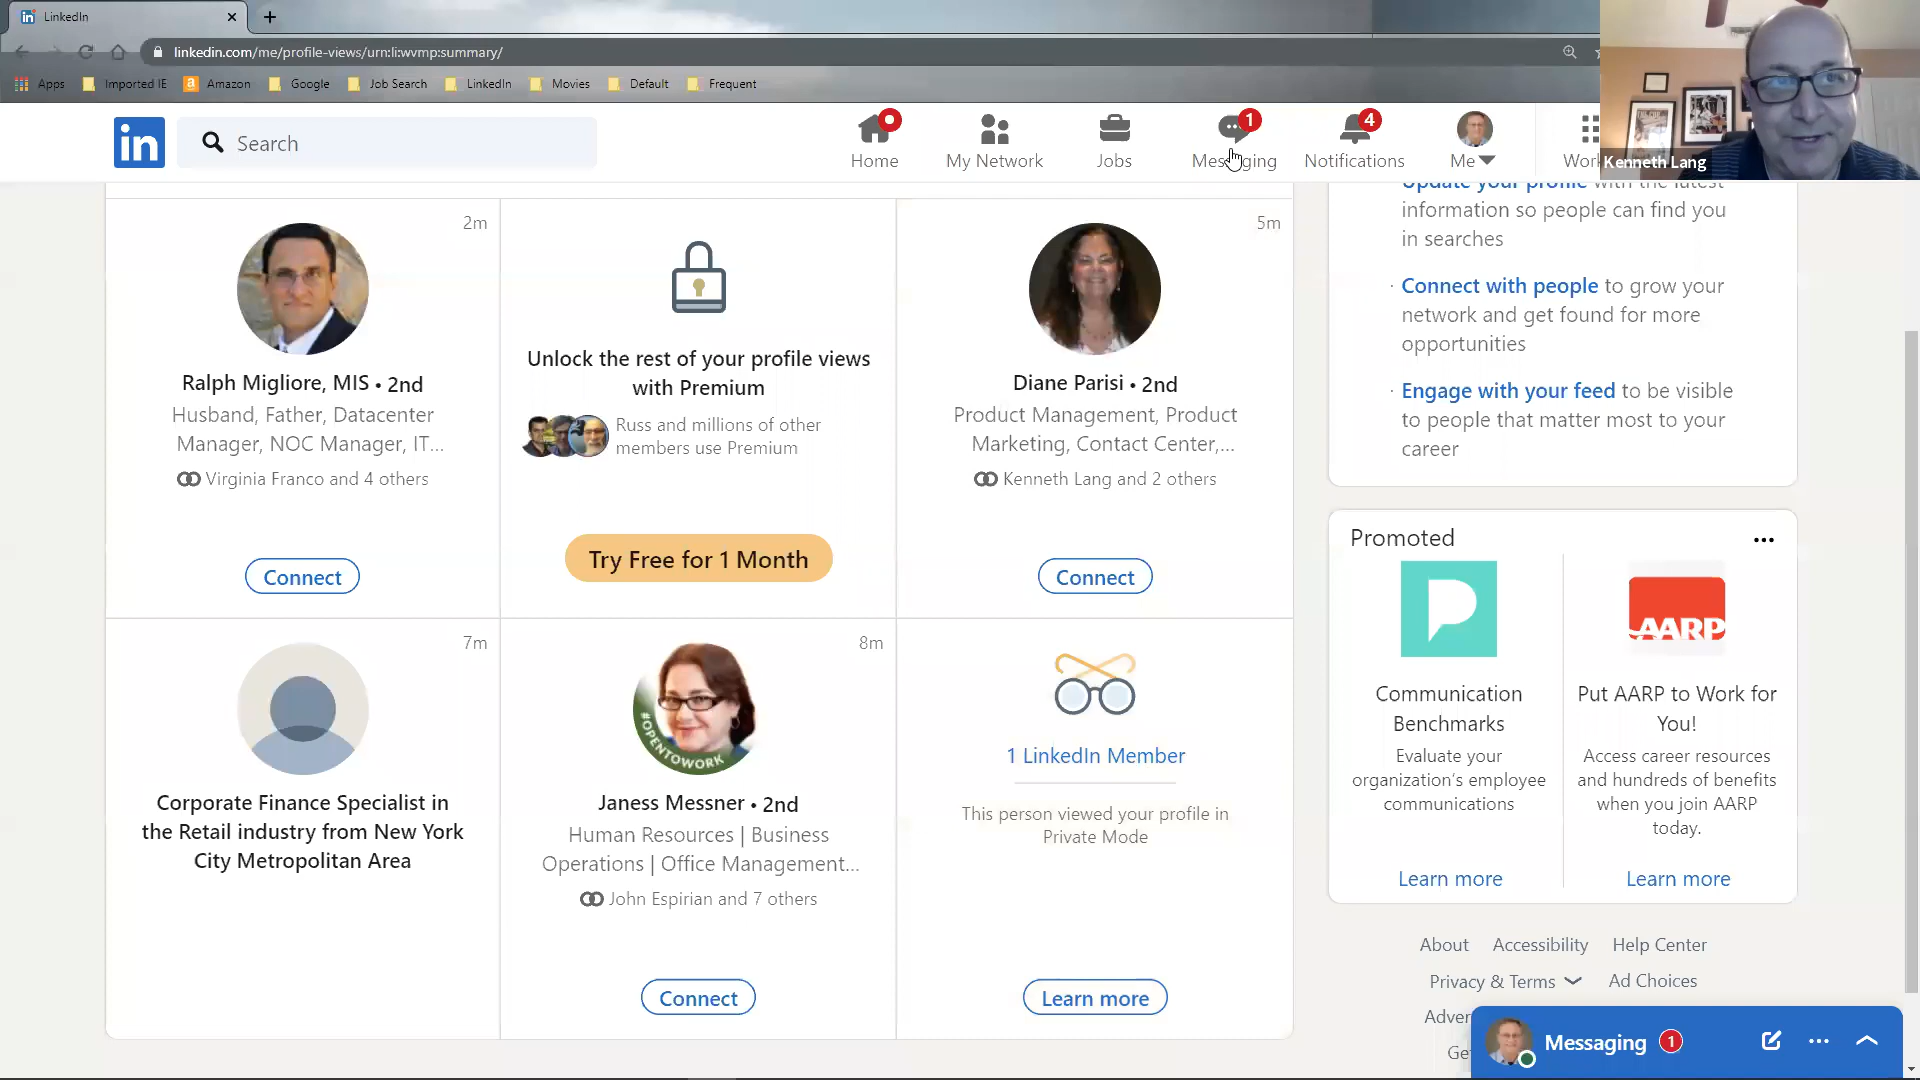 LinkedIn
linkedin.com/me/profile-views/urn:li:wvmp:summary/
Apps Imported IE Amazon Google Job Search LinkedIn Movies Default Frequent
in Search
Home My Network Jobs Messaging 1 Notifications 4 Me
Kenneth Lang
2m
Ralph Migliore, MIS • 2nd
Husband, Father, Datacenter
Manager, NOC Manager, IT...
Virginia Franco and 4 others
Connect
Unlock the rest of your profile views
with Premium
Russ and millions of other
members use Premium
Try Free for 1 Month
5m
Diane Parisi • 2nd
Product Management, Product
Marketing, Contact Center,...
Kenneth Lang and 2 others
Connect
7m
Corporate Finance Specialist in
the Retail industry from New York
City Metropolitan Area
8m
#OPENTOWORK
Janess Messner • 2nd
Human Resources | Business
Operations | Office Management...
John Espirian and 7 others
Connect
1 LinkedIn Member
This person viewed your profile in
Private Mode
Learn more
Update your profile with the latest
information so people can find you
in searches
· Connect with people to grow your
network and get found for more
opportunities
· Engage with your feed to be visible
to people that matter most to your
career
Promoted
Communication
Benchmarks
Evaluate your
organization's employee
communications
Learn more
AARP
Put AARP to Work for
You!
Access career resources
and hundreds of benefits
when you join AARP
today.
Learn more
About Accessibility Help Center
Privacy & Terms Ad Choices
Messaging 1